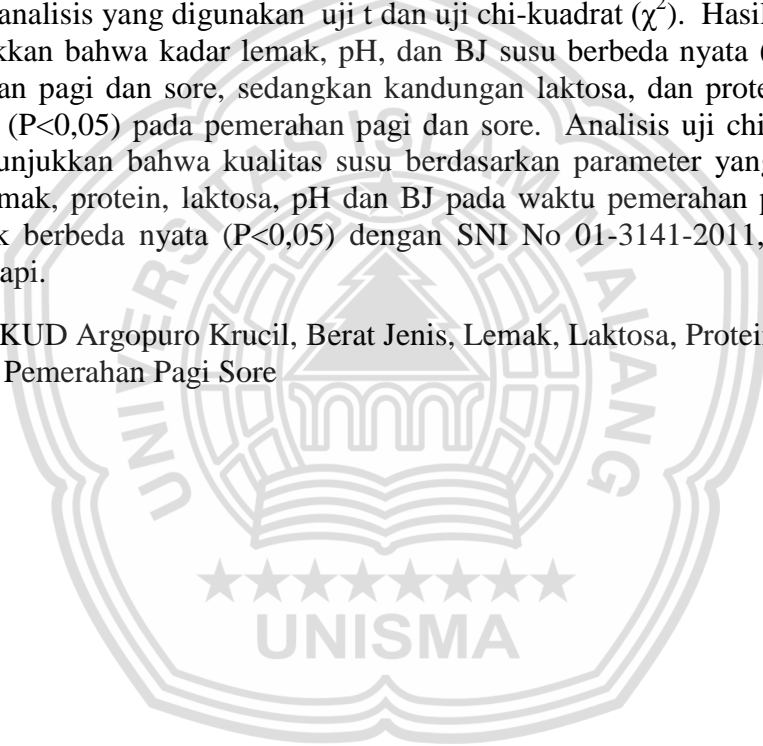 analisis yang digunakan uji t dan uji chi-kuadrat (χ²). Hasil
kkan bahwa kadar lemak, pH, dan BJ susu berbeda nyata (
an pagi dan sore, sedangkan kandungan laktosa, dan prote
(P<0,05) pada pemerahan pagi dan sore. Analisis uji chi
unjukkan bahwa kualitas susu berdasarkan parameter yang
emak, protein, laktosa, pH dan BJ pada waktu pemerahan p
k berbeda nyata (P<0,05) dengan SNI No 01-3141-2011,
api.
KUD Argopuro Krucil, Berat Jenis, Lemak, Laktosa, Protein
Pemerahan Pagi Sore
UNIVERSITAS ISLAM MALANG
UNISMA